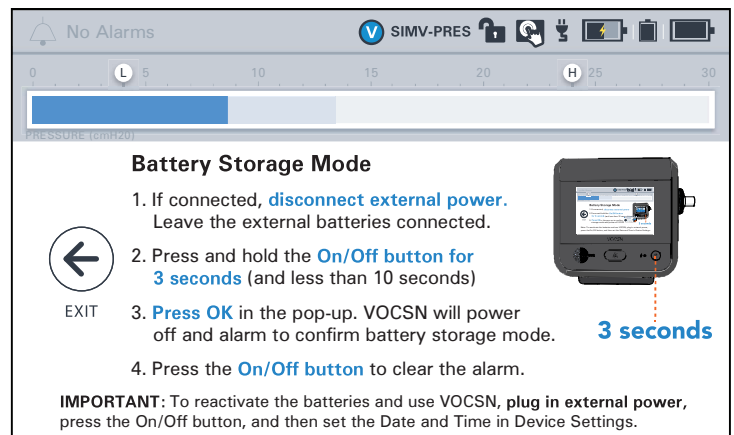 No Alarms
V SIMV-PRES
0 L 5 10 15 20 H 25 30
PRESSURE (cmH20)
Battery Storage Mode
1. If connected, disconnect external power.
Leave the external batteries connected.
2. Press and hold the On/Off button for
3 seconds (and less than 10 seconds)
EXIT
3. Press OK in the pop-up. VOCSN will power
off and alarm to confirm battery storage mode.
3 seconds
4. Press the On/Off button to clear the alarm.
IMPORTANT: To reactivate the batteries and use VOCSN, plug in external power,
press the On/Off button, and then set the Date and Time in Device Settings.
Battery Storage Mode
VOCSN